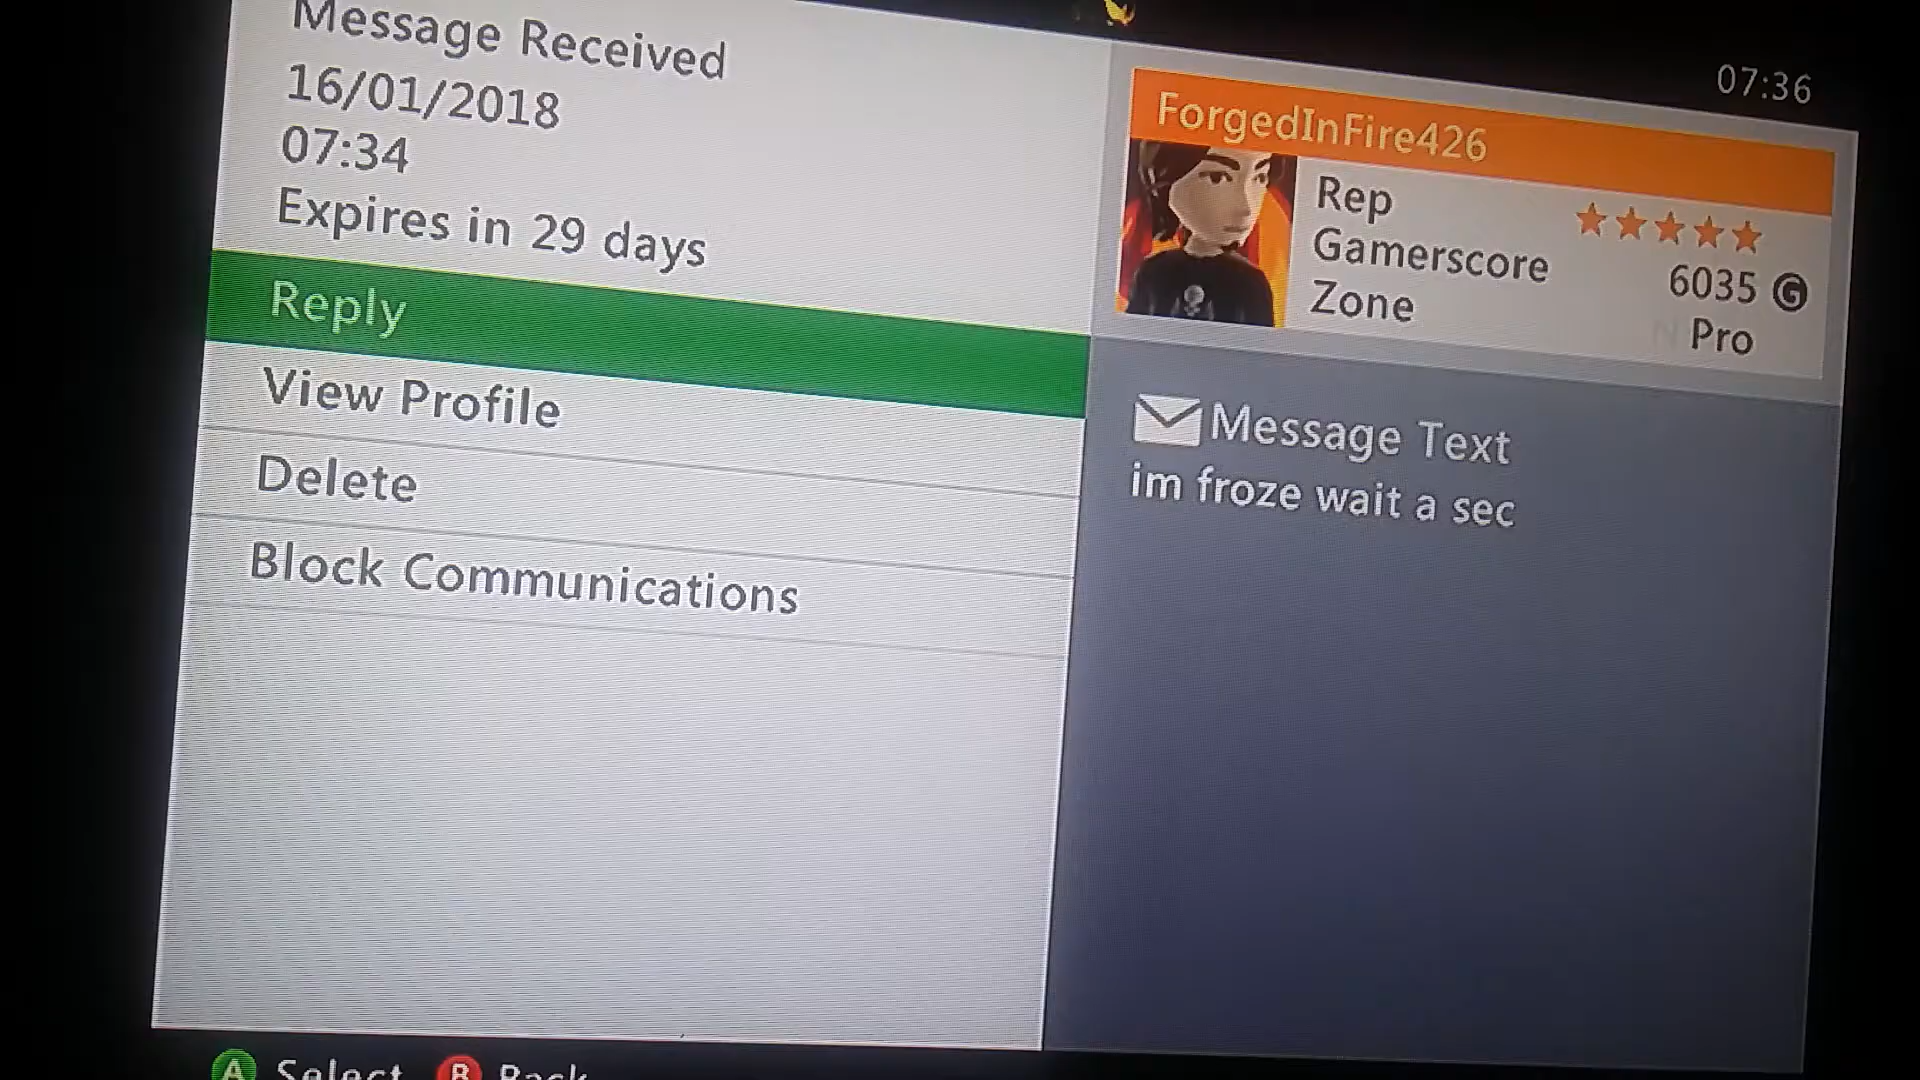 Message Received
16/01/2018
07:34
Expires in 29 days
Reply
View Profile
Delete
Block Communications
07:36
ForgedInFire426
Rep
Gamerscore 6035 G
Zone Pro
Message Text
im froze wait a sec
A Select B Back